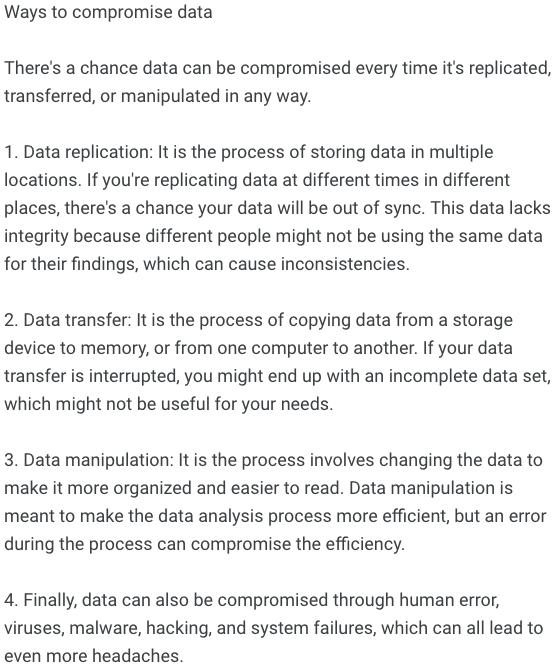 Ways to compromise data
There's a chance data can be compromised every time it's replicated,
transferred, or manipulated in any way.
1. Data replication: It is the process of storing data in multiple
locations. If you're replicating data at different times in different
places, there's a chance your data will be out of sync. This data lacks
integrity because different people might not be using the same data
for their findings, which can cause inconsistencies.
2. Data transfer: It is the process of copying data from a storage
device to memory, or from one computer to another. If your data
transfer is interrupted, you might end up with an incomplete data set,
which might not be useful for your needs.
3. Data manipulation: It is the process involves changing the data to
make it more organized and easier to read. Data manipulation is
meant to make the data analysis process more efficient, but an error
during the process can compromise the efficiency.
4. Finally, data can also be compromised through human error,
viruses, malware, hacking, and system failures, which can all lead to
even more headaches.